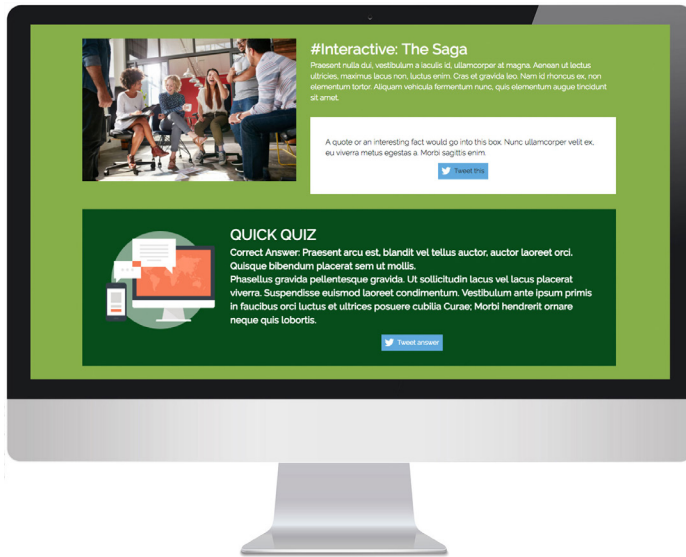 #Interactive: The Saga
Praesent nulla dui, vestibulum a iaculis id, ullamcorper at magna. Aenean ut lectus
ultricies, maximus lacus non, luctus enim. Cras et gravida leo. Nam id rhoncus ex, non
elementum tortor. Aliquam vehicula fermentum nunc, quis elementum augue tincidunt
sit amet.
A quote or an interesting fact would go into this box. Nunc ullamcorper velit ex,
eu viverra metus egestas a. Morbi sagittis enim.
Tweet this
QUICK QUIZ
Correct Answer: Praesent arcu est, blandit vel tellus auctor, auctor laoreet orci.
Quisque bibendum placerat sem ut mollis.
Phasellus gravida pellentesque gravida. Ut sollicitudin lacus vel lacus placerat
viverra. Suspendisse euismod laoreet condimentum. Vestibulum ante ipsum primis
in faucibus orci luctus et ultrices posuere cubilia Curae; Morbi hendrerit ornare
neque quis lobortis.
Tweet answer